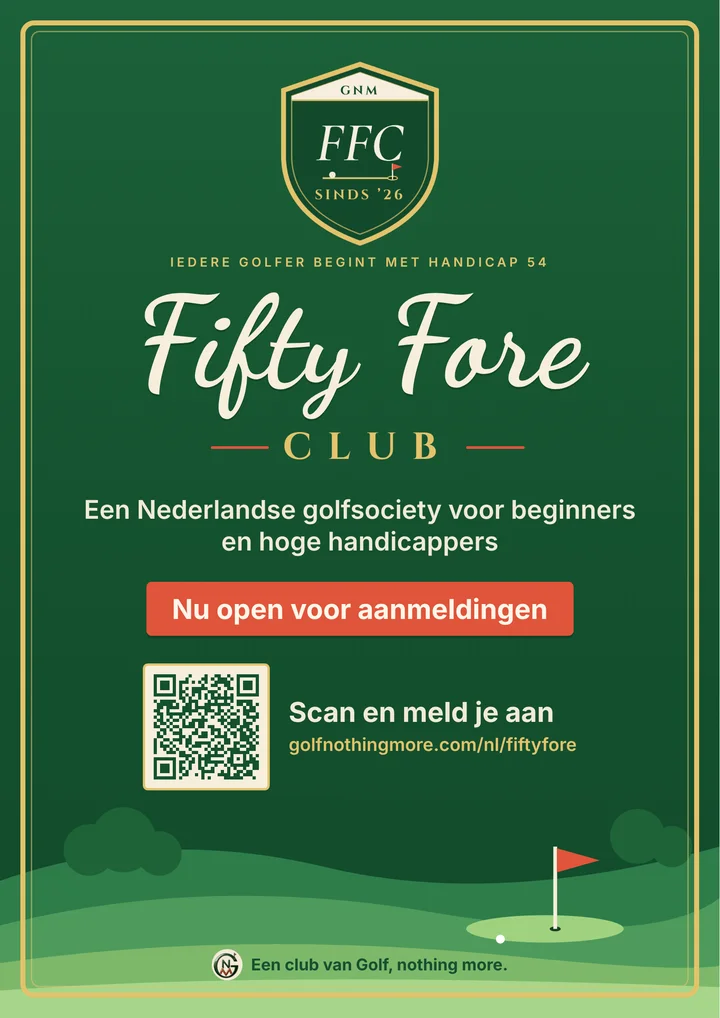 GNM
FFC
SINDS '26
IEDERE GOLFER BEGINT MET HANDICAP 54
Fifty Fore
CLUB
Een Nederlandse golfsociety voor beginners
en hoge handicappers
Nu open voor aanmeldingen
Scan en meld je aan
golfnothingmore.com/nl/fiftyfore
GNM
Een club van Golf, nothing more.